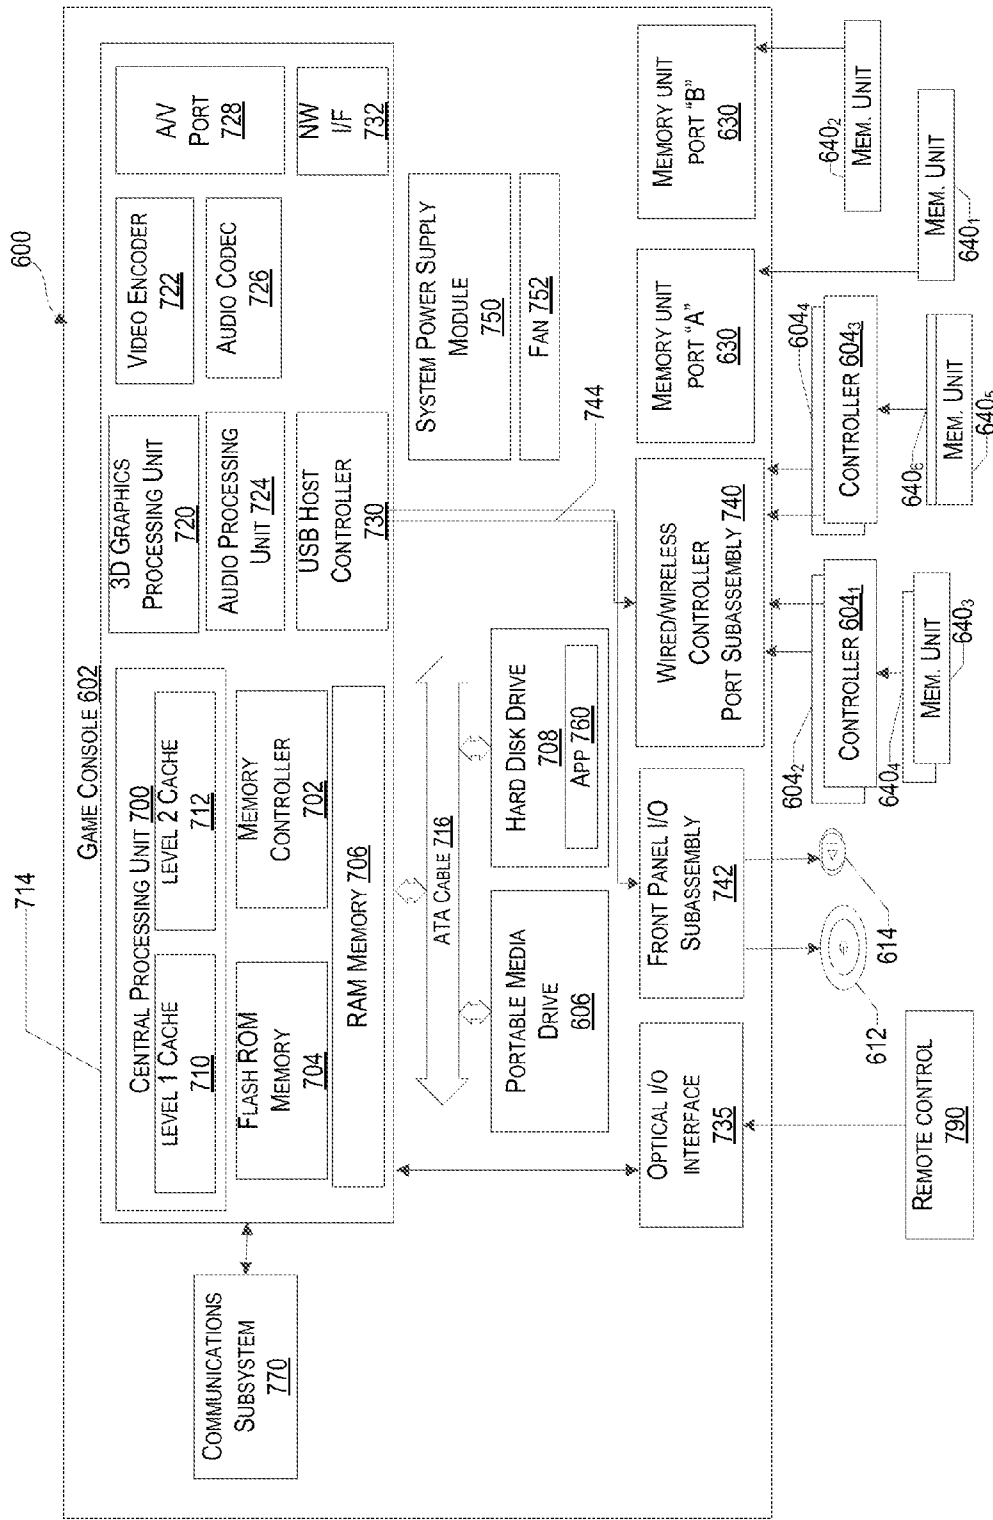 600
714
GAME CONSOLE 602
CENTRAL PROCESSING UNIT 700
LEVEL 1 CACHE
710
LEVEL 2 CACHE
712
3D GRAPHICS
PROCESSING UNIT
720
VIDEO ENCODER
722
A/V
PORT
728
FLASH ROM
MEMORY
704
MEMORY
CONTROLLER
702
AUDIO PROCESSING
UNIT 724
AUDIO CODEC
726
RAM MEMORY 706
USB HOST
CONTROLLER
730
NW
I/F
732
COMMUNICATIONS
SUBSYSTEM
770
ATA CABLE 716
SYSTEM POWER SUPPLY
MODULE
750
FAN 752
PORTABLE MEDIA
DRIVE
606
HARD DISK DRIVE
708
APP 760
744
OPTICAL I/O
INTERFACE
735
FRONT PANEL I/O
SUBASSEMBLY
742
WIRED/WIRELESS
CONTROLLER
PORT SUBASSEMBLY 740
MEMORY UNIT
PORT "A"
630
MEMORY UNIT
PORT "B"
630
604₂
604₄
640₂
MEM. UNIT
CONTROLLER 604₁
CONTROLLER 604₃
612
614
640₄
MEM. UNIT
640₃
640₆
MEM. UNIT
640₅
MEM. UNIT
640₁
REMOTE CONTROL
790